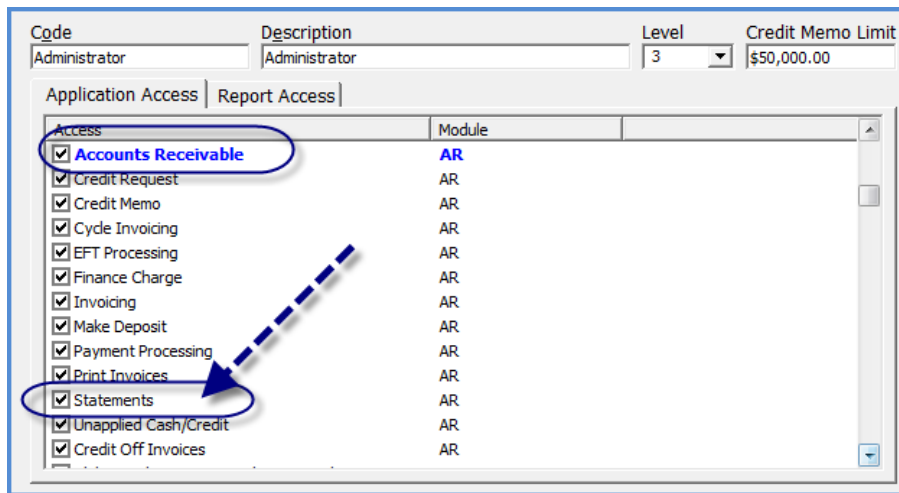 Code Description Level Credit Memo Limit
Administrator Administrator 3 $50,000.00
Application Access Report Access
Access Module
Accounts Receivable AR
Credit Request AR
Credit Memo AR
Cycle Invoicing AR
EFT Processing AR
Finance Charge AR
Invoicing AR
Make Deposit AR
Payment Processing AR
Print Invoices AR
Statements AR
Unapplied Cash/Credit AR
Credit Off Invoices AR